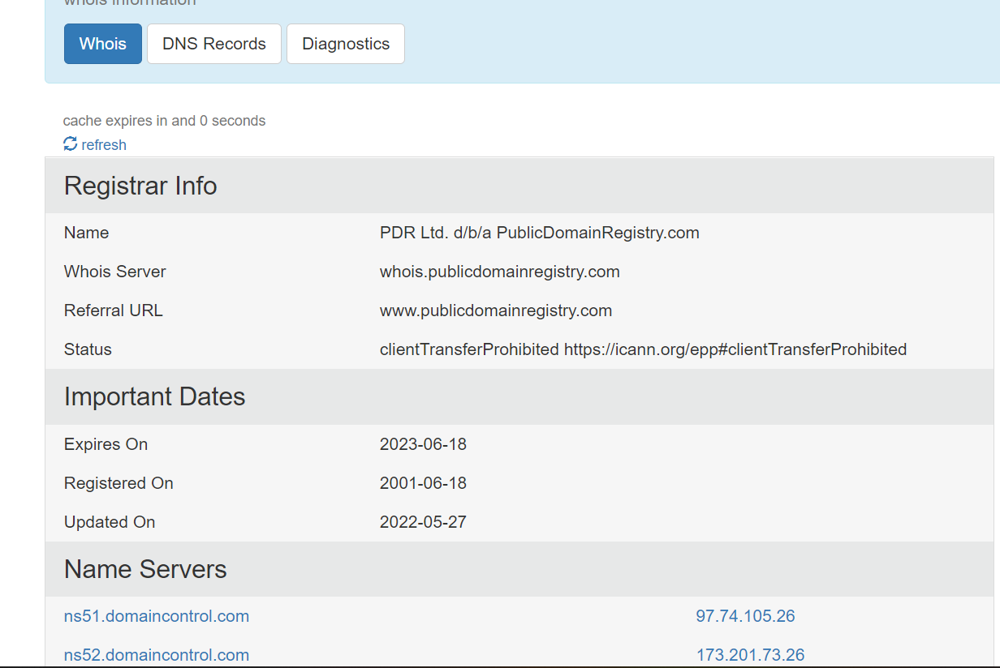 whois information
Whois DNS Records Diagnostics
cache expires in and 0 seconds
refresh
Registrar Info
Name PDR Ltd. d/b/a PublicDomainRegistry.com
Whois Server whois.publicdomainregistry.com
Referral URL www.publicdomainregistry.com
Status clientTransferProhibited https://icann.org/epp#clientTransferProhibited
Important Dates
Expires On 2023-06-18
Registered On 2001-06-18
Updated On 2022-05-27
Name Servers
ns51.domaincontrol.com 97.74.105.26
ns52.domaincontrol.com 173.201.73.26